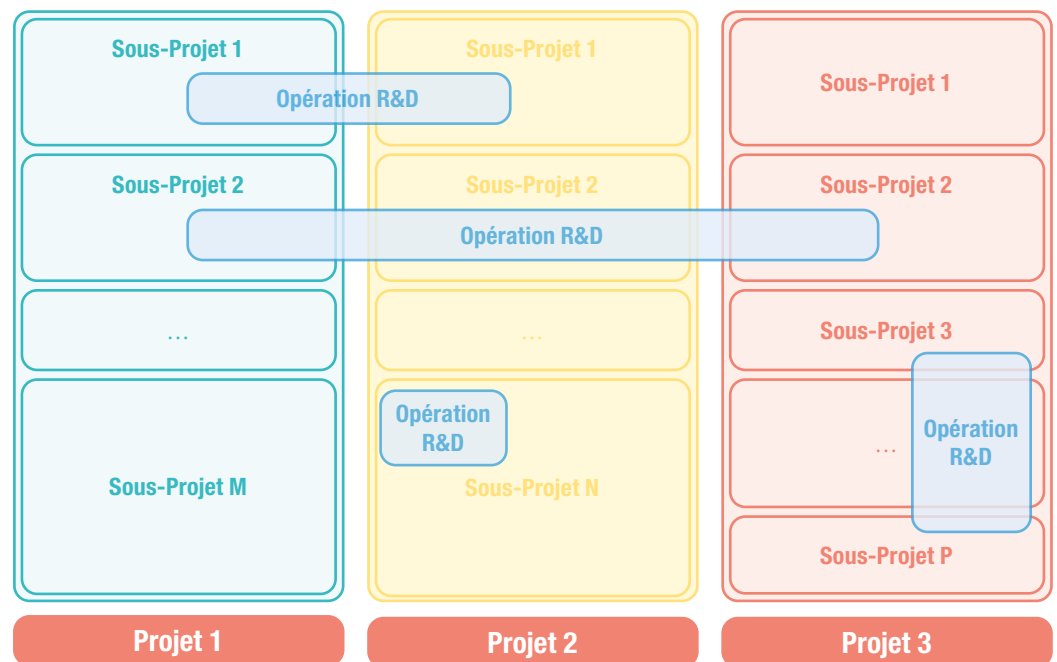 Sous-Projet 1
Opération R&D
Sous-Projet 2
Opération R&D
...
Sous-Projet M
Projet 1
Sous-Projet 1
Sous-Projet 2
...
Opération
R&D
Sous-Projet N
Projet 2
Sous-Projet 1
Sous-Projet 2
Sous-Projet 3
...
Opération
R&D
Sous-Projet P
Projet 3